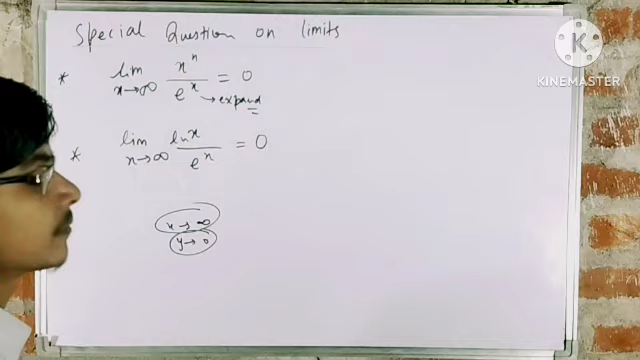 Special Question on limits
* lim x→∞ x^n / e^x = 0
→ expand
* lim x→∞ ln x / e^x = 0
x → ∞
y → 0
KINEMASTER